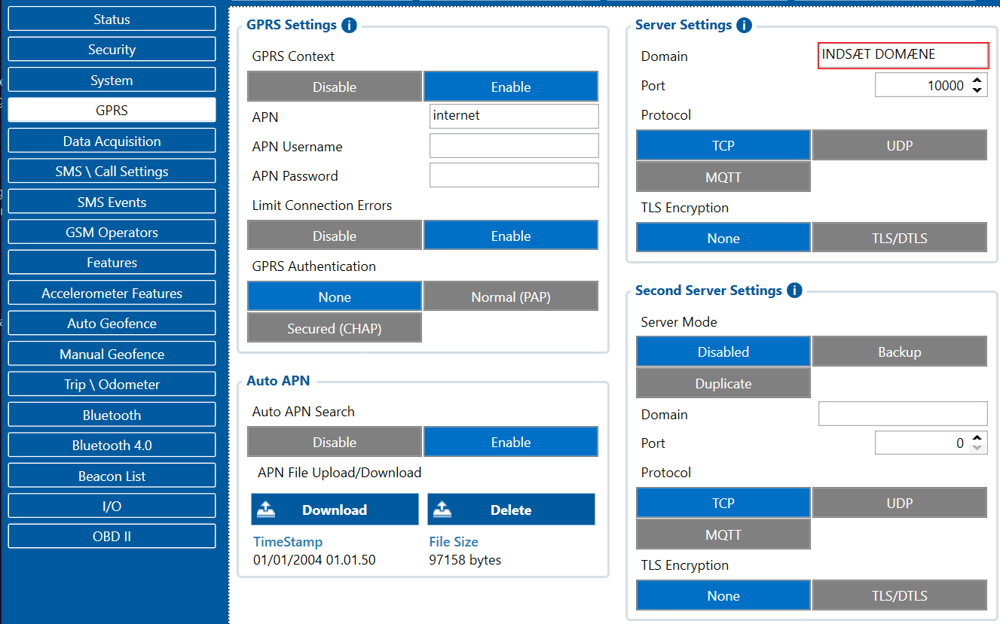 Status
Security
System
GPRS
Data Acquisition
SMS \ Call Settings
SMS Events
GSM Operators
Features
Accelerometer Features
Auto Geofence
Manual Geofence
Trip \ Odometer
Bluetooth
Bluetooth 4.0
Beacon List
I/O
OBD II
GPRS Settings i
GPRS Context
Disable Enable
APN internet
APN Username
APN Password
Limit Connection Errors
Disable Enable
GPRS Authentication
None Normal (PAP)
Secured (CHAP)
Auto APN
Auto APN Search
Disable Enable
APN File Upload/Download
Download Delete
TimeStamp File Size
01/01/2004 01.01.50 97158 bytes
Server Settings i
Domain INDSÆT DOMÆNE
Port 10000
Protocol
TCP UDP
MQTT
TLS Encryption
None TLS/DTLS
Second Server Settings i
Server Mode
Disabled Backup
Duplicate
Domain
Port 0
Protocol
TCP UDP
MQTT
TLS Encryption
None TLS/DTLS